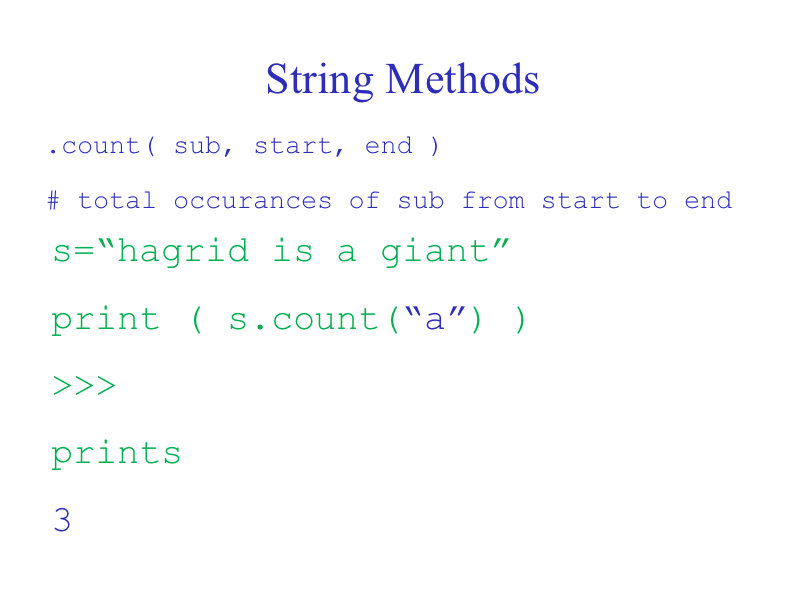 String Methods
.count( sub, start, end )
# total occurances of sub from start to end
s=“hagrid is a giant”
print ( s.count(“a”) )
>>>
prints
3